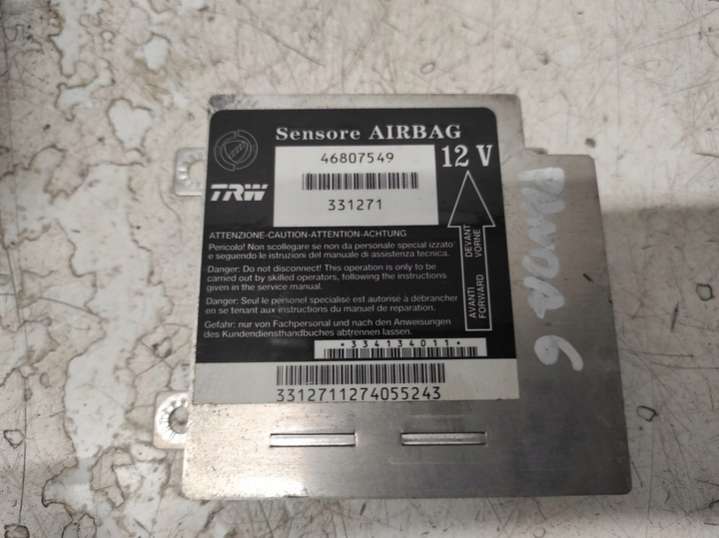 Sensore AIRBAG
46807549
12 V
TRW
331271
ATTENZIONE-CAUTION-ATTENTION-ACHTUNG
Pericolo! Non scollegare se non da personale specializzato
e seguendo le istruzioni del manuale di assistenza tecnica.
Danger: Do not disconnect! This operation is only to be
carried out by skilled operators, following the instructions
given in the service manual.
Danger: Seul le personel specialisé est autorisé à débrancher
en se tenant aux instructions du manuel de réparation.
Gefahr: nur von Fachpersonal und nach den Anweisungen
des Kundendiensthandbuches abtrennen lassen.
AVANTI DEVANT
FORWARD VORNE
*334134011*
3312711274055243
PANDA 6